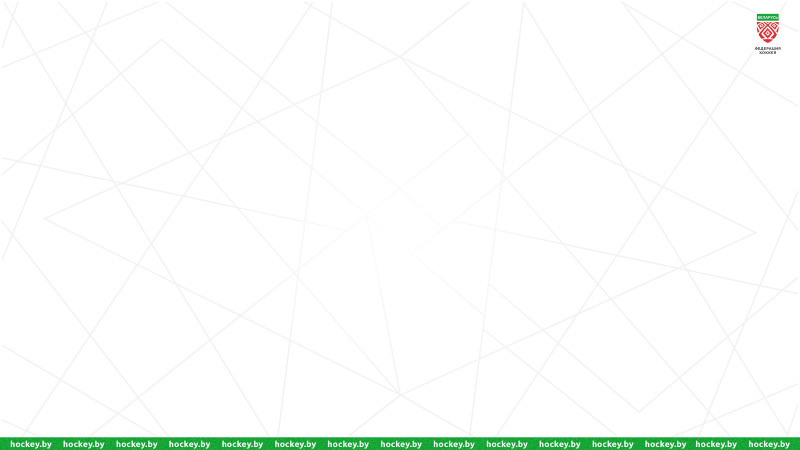 БЕЛАРУСЬ
ФЕДЕРАЦИЯ
ХОККЕЯ
hockey.by hockey.by hockey.by hockey.by hockey.by hockey.by hockey.by hockey.by hockey.by hockey.by hockey.by hockey.by hockey.by hockey.by hockey.by